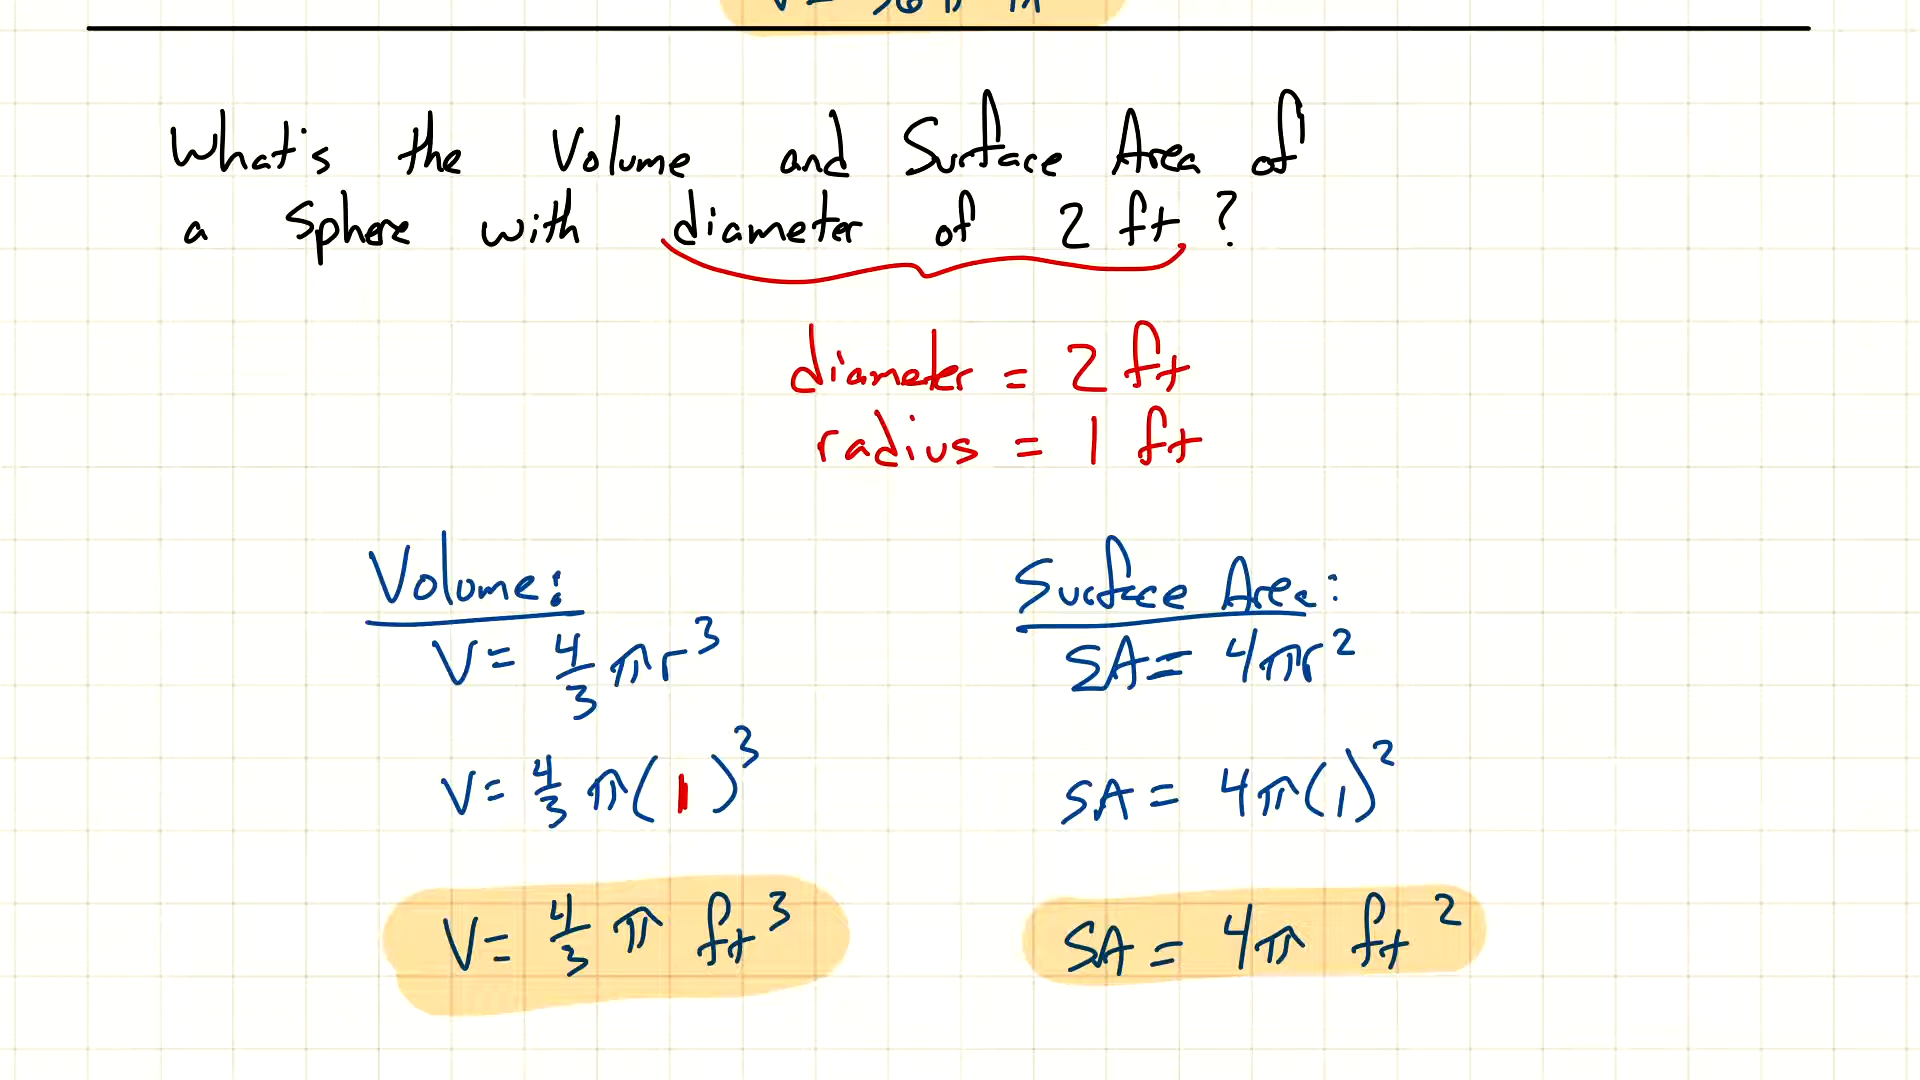 What's the Volume and Surface Area of
a Sphere with diameter of 2 ft?
diameter = 2 ft
radius = 1 ft
Volume:
V = 4/3 πr³
V = 4/3 π(1)³
V = 4/3 π ft³
Surface Area:
SA = 4πr²
SA = 4π(1)²
SA = 4π ft²